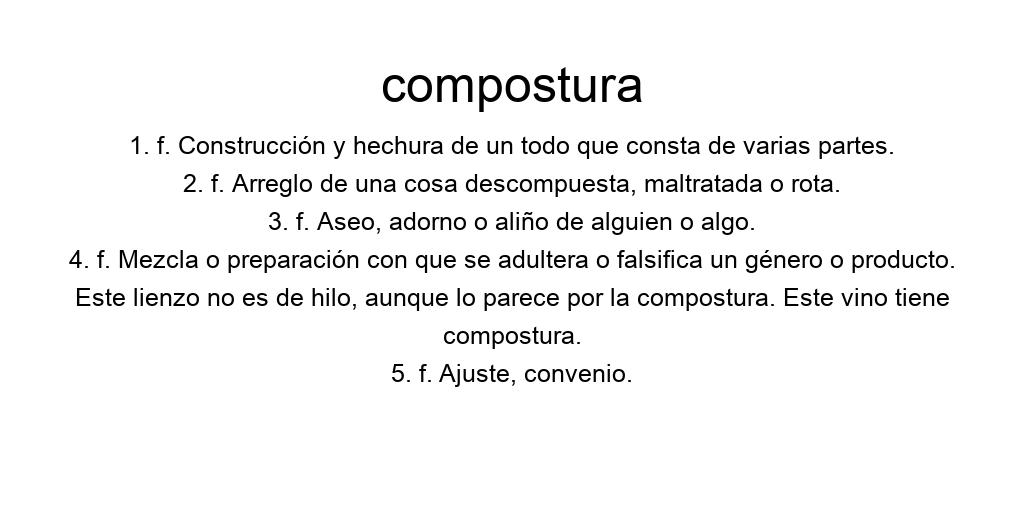 compostura
1. f. Construcción y hechura de un todo que consta de varias partes.
2. f. Arreglo de una cosa descompuesta, maltratada o rota.
3. f. Aseo, adorno o aliño de alguien o algo.
4. f. Mezcla o preparación con que se adultera o falsifica un género o producto.
Este lienzo no es de hilo, aunque lo parece por la compostura. Este vino tiene
compostura.
5. f. Ajuste, convenio.